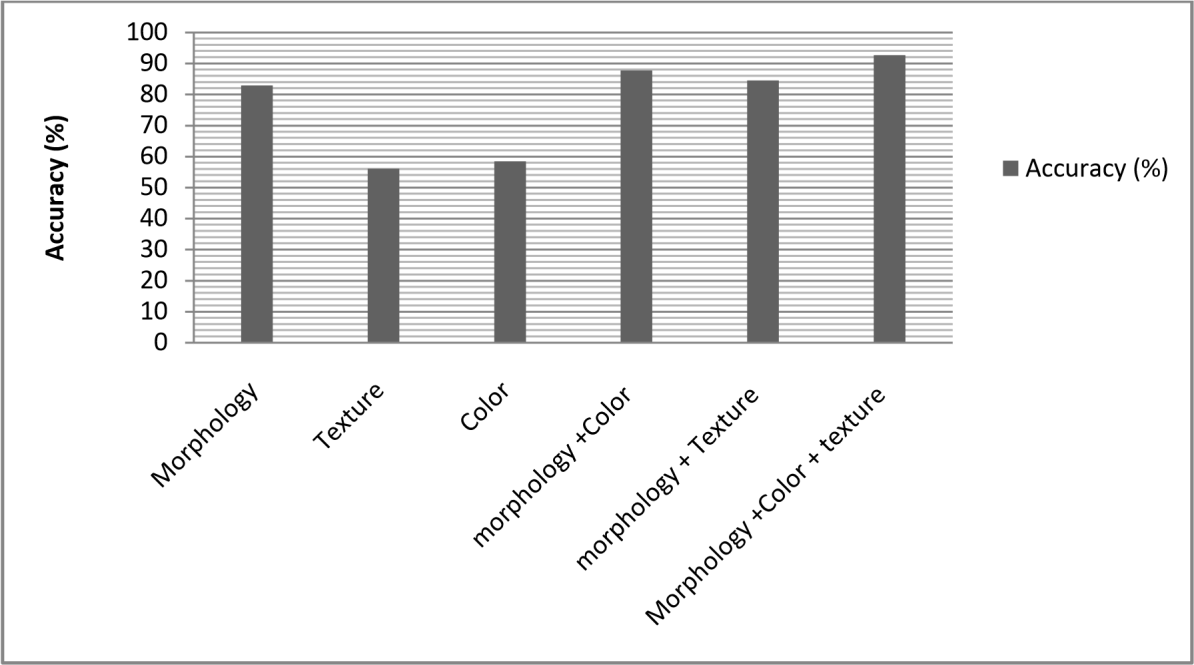 100
90
80
70
60
50
40
30
20
10
0
Accuracy (%)
Morphology
Texture
Color
morphology +Color
morphology + Texture
Morphology +Color + texture
Accuracy (%)